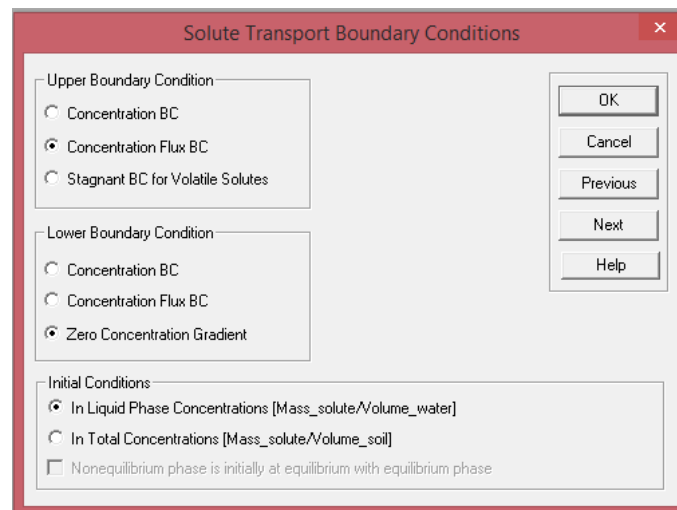 Solute Transport Boundary Conditions
Upper Boundary Condition
Concentration BC
Concentration Flux BC
Stagnant BC for Volatile Solutes
Lower Boundary Condition
Concentration BC
Concentration Flux BC
Zero Concentration Gradient
Initial Conditions
In Liquid Phase Concentrations [Mass_solute/Volume_water]
In Total Concentrations [Mass_solute/Volume_soil]
Nonequilibrium phase is initially at equilibrium with equilibrium phase
OK
Cancel
Previous
Next
Help